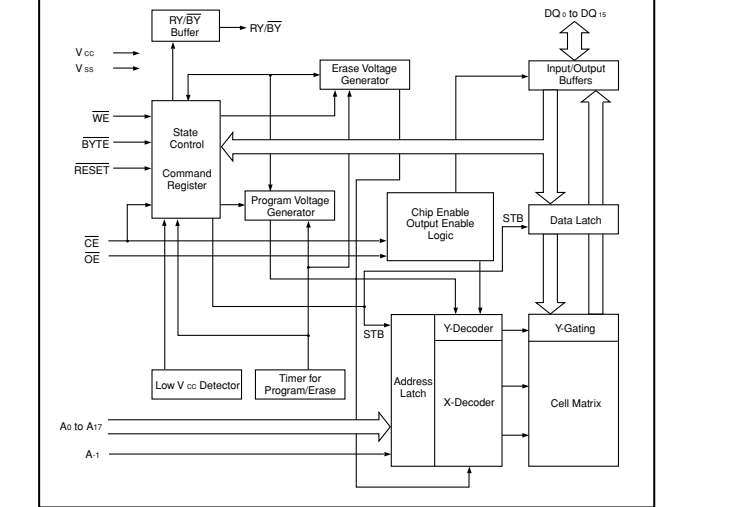 RY/BY
Buffer
RY/BY
DQ0 to DQ15
VCC
VSS
Erase Voltage
Generator
Input/Output
Buffers
WE
BYTE
RESET
State
Control
Command
Register
Program Voltage
Generator
Chip Enable
Output Enable
Logic
STB
Data Latch
CE
OE
STB
Y-Decoder
Y-Gating
Low VCC Detector
Timer for
Program/Erase
Address
Latch
X-Decoder
Cell Matrix
A0 to A17
A-1